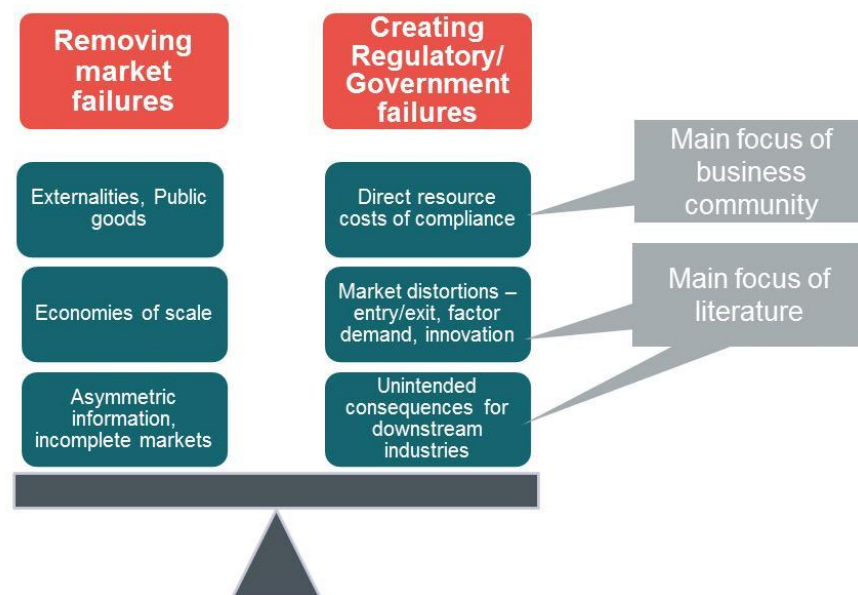 Removing
market
failures
Creating
Regulatory/
Government
failures
Externalities, Public
goods
Direct resource
costs of compliance
Main focus of
business
community
Economies of scale
Market distortions –
entry/exit, factor
demand, innovation
Main focus of
literature
Asymmetric
information,
incomplete markets
Unintended
consequences for
downstream
industries